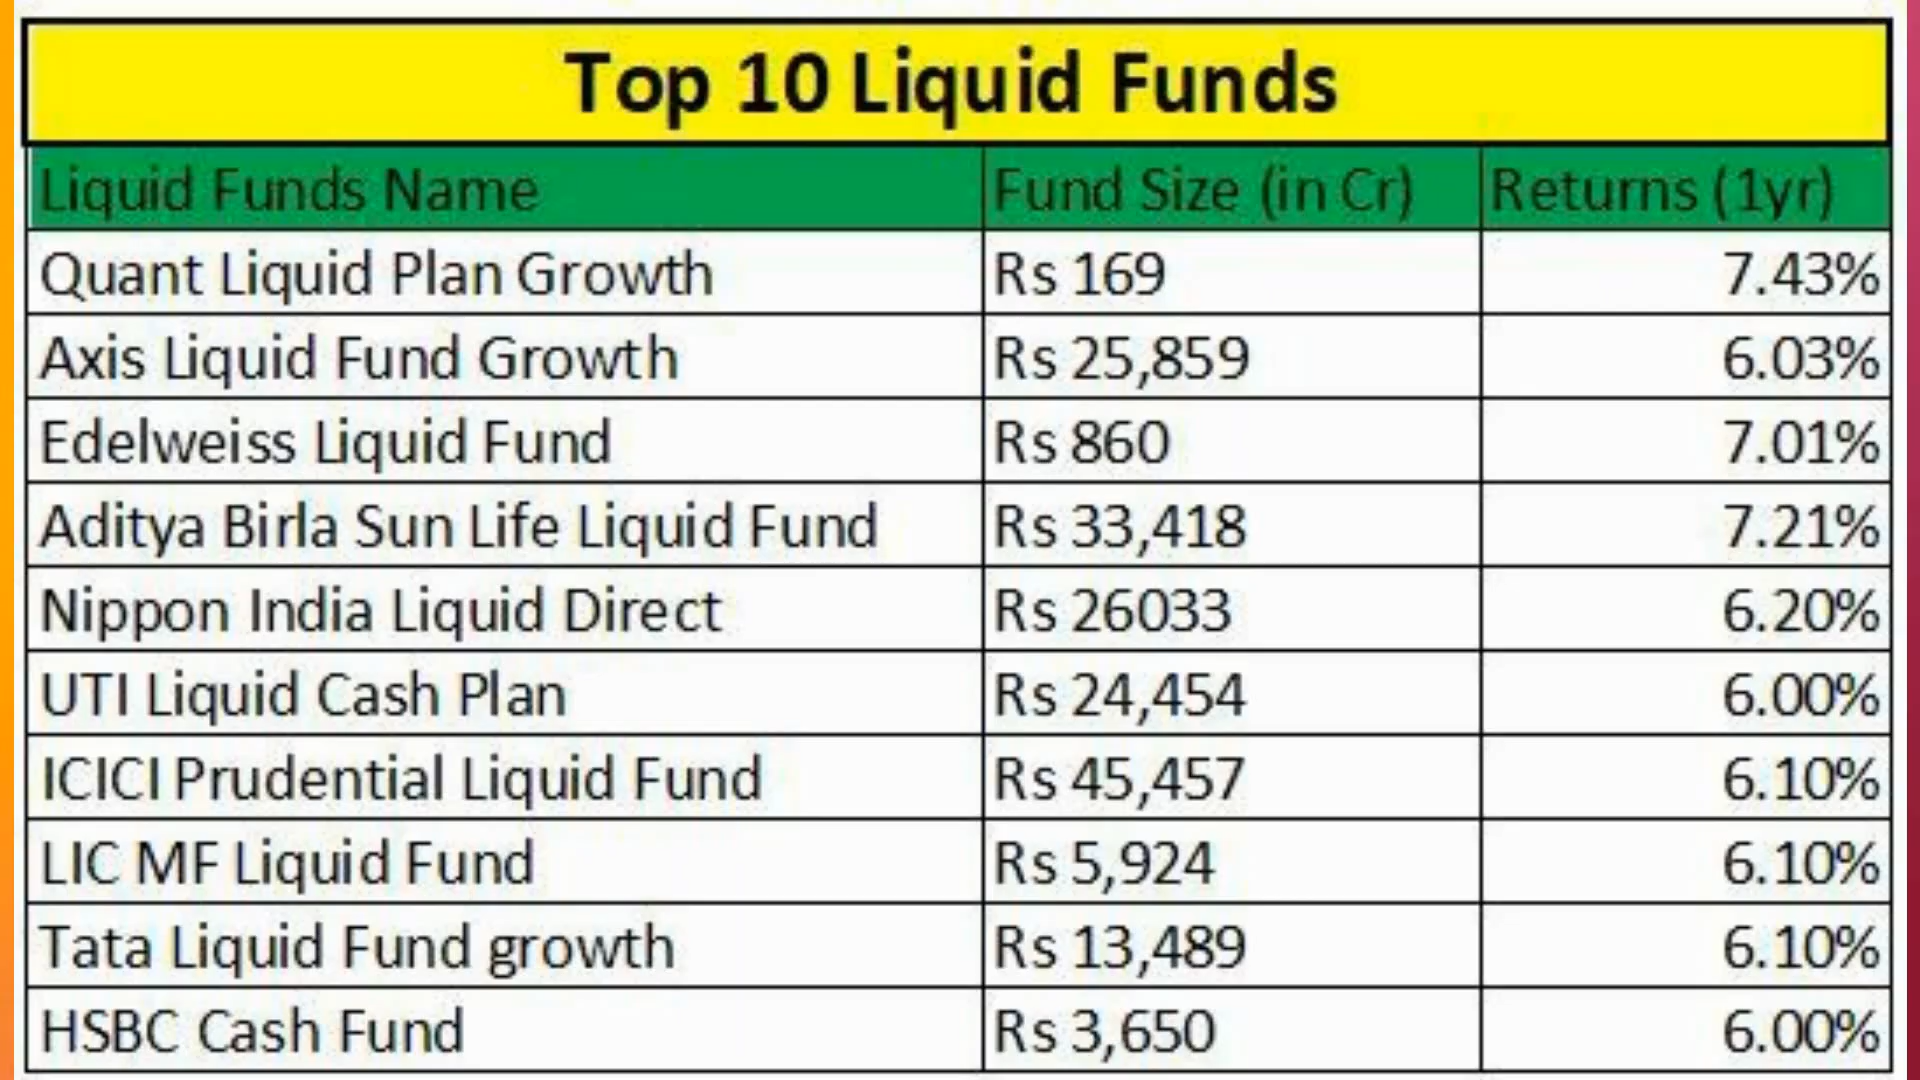 Top 10 Liquid Funds
Liquid Funds Name Fund Size (in Cr) Returns (1yr)
Quant Liquid Plan Growth Rs 169 7.43%
Axis Liquid Fund Growth Rs 25,859 6.03%
Edelweiss Liquid Fund Rs 860 7.01%
Aditya Birla Sun Life Liquid Fund Rs 33,418 7.21%
Nippon India Liquid Direct Rs 26033 6.20%
UTI Liquid Cash Plan Rs 24,454 6.00%
ICICI Prudential Liquid Fund Rs 45,457 6.10%
LIC MF Liquid Fund Rs 5,924 6.10%
Tata Liquid Fund growth Rs 13,489 6.10%
HSBC Cash Fund Rs 3,650 6.00%